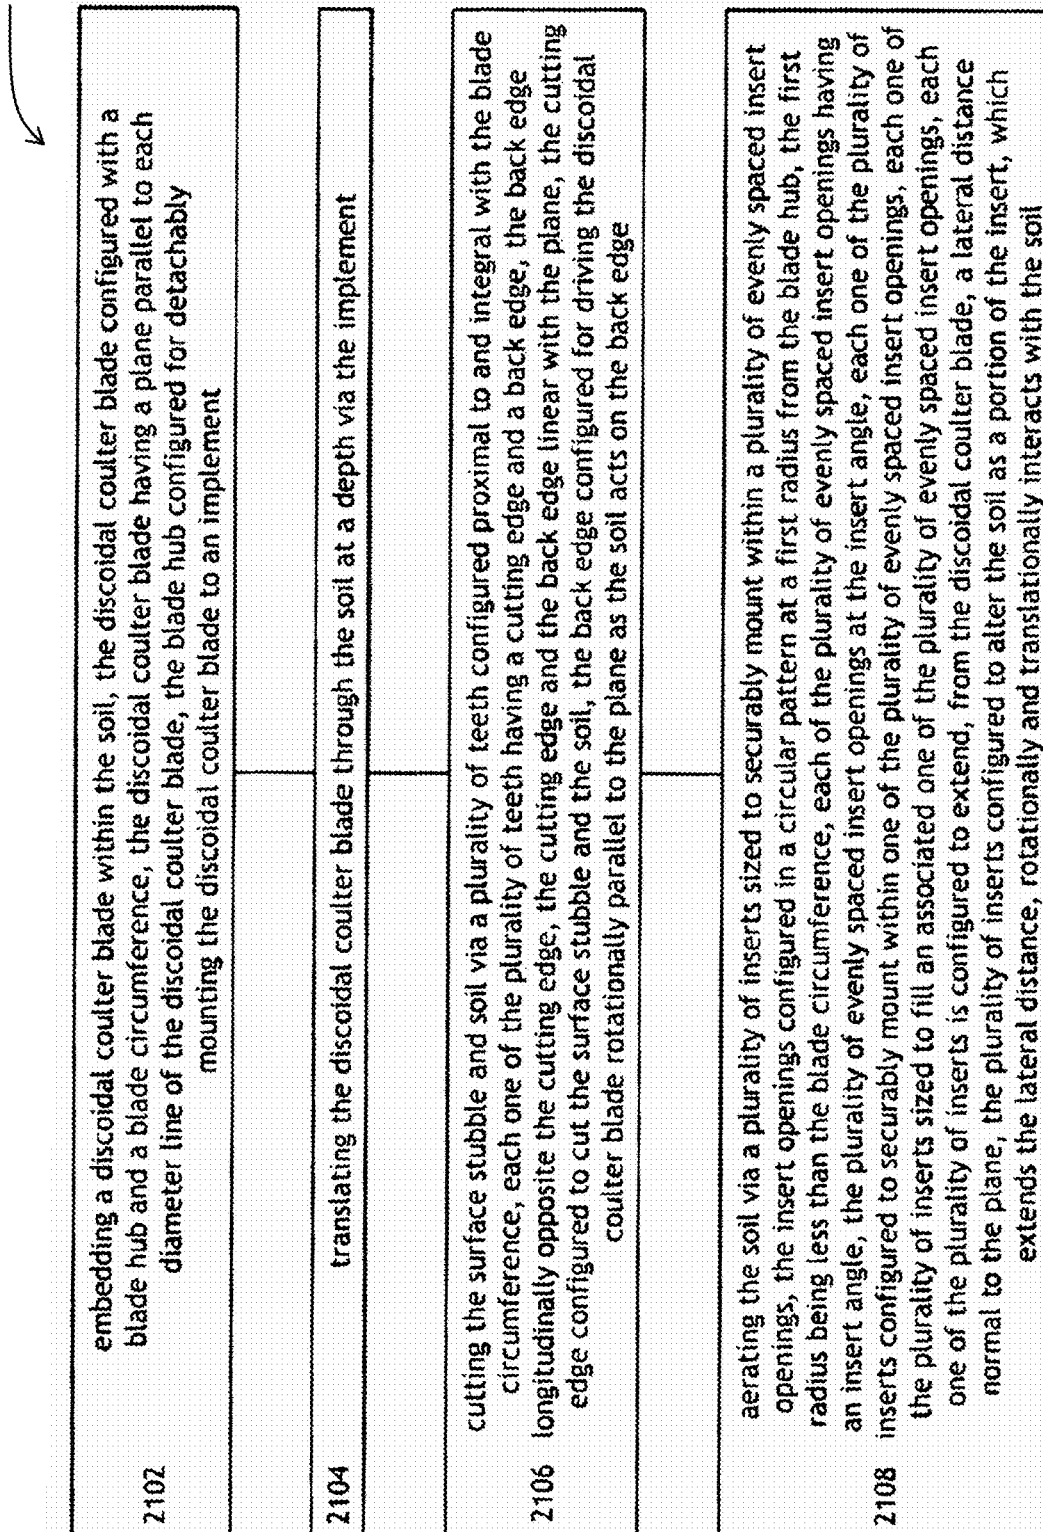 2102
embedding a discoidal coulter blade within the soil, the discoidal coulter blade configured with a
blade hub and a blade circumference, the discoidal coulter blade having a plane parallel to each
diameter line of the discoidal coulter blade, the blade hub configured for detachably
mounting the discoidal coulter blade to an implement
2104
translating the discoidal coulter blade through the soil at a depth via the implement
2106
cutting the surface stubble and soil via a plurality of teeth configured proximal to and integral with the blade
circumference, each one of the plurality of teeth having a cutting edge and a back edge, the back edge
longitudinally opposite the cutting edge, the cutting edge and the back edge linear with the plane, the cutting
edge configured to cut the surface stubble and the soil, the back edge configured for driving the discoidal
coulter blade rotationally parallel to the plane as the soil acts on the back edge
2108
aerating the soil via a plurality of inserts sized to securably mount within a plurality of evenly spaced insert
openings, the insert openings configured in a circular pattern at a first radius from the blade hub, the first
radius being less than the blade circumference, each of the plurality of evenly spaced insert openings having
an insert angle, the plurality of evenly spaced insert openings at the insert angle, each one of the plurality of
inserts configured to securably mount within one of the plurality of evenly spaced insert openings, each one of
the plurality of inserts sized to fill an associated one of the plurality of evenly spaced insert openings, each
one of the plurality of inserts is configured to extend, from the discoidal coulter blade, a lateral distance
normal to the plane, the plurality of inserts configured to alter the soil as a portion of the insert, which
extends the lateral distance, rotationally and translationally interacts with the soil